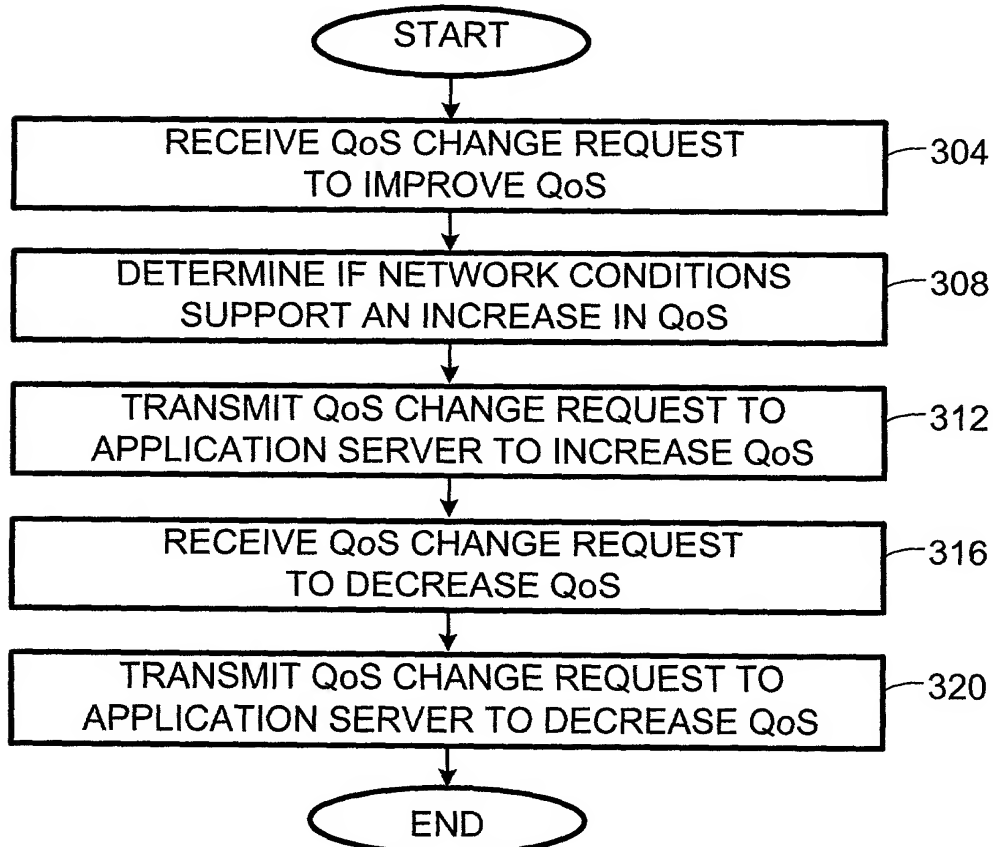 START
RECEIVE QoS CHANGE REQUEST
TO IMPROVE QoS
304
DETERMINE IF NETWORK CONDITIONS
SUPPORT AN INCREASE IN QoS
308
TRANSMIT QoS CHANGE REQUEST TO
APPLICATION SERVER TO INCREASE QoS
312
RECEIVE QoS CHANGE REQUEST
TO DECREASE QoS
316
TRANSMIT QoS CHANGE REQUEST TO
APPLICATION SERVER TO DECREASE QoS
320
END